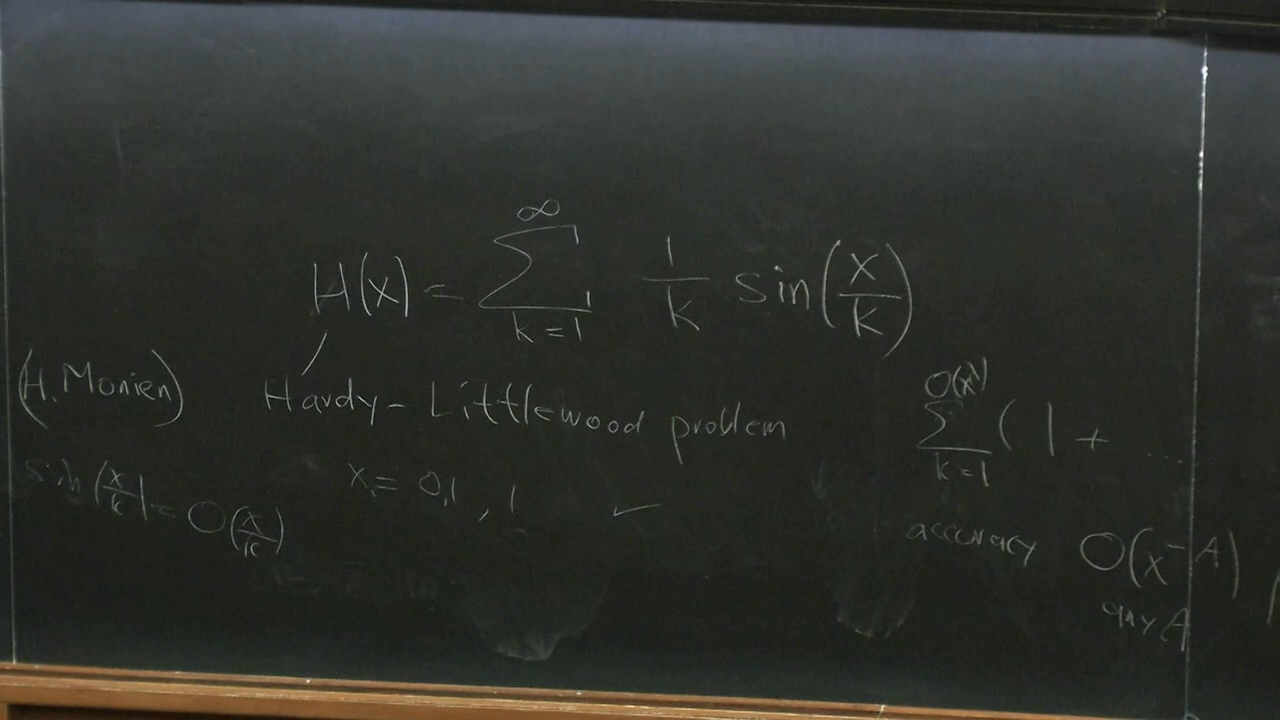 H(x) = ∑_{k=1}^{∞} 1/k sin(x/k)
(H. Monien) Hardy-Littlewood problem
∑_{k=1} ( 1 + ....
sin(x/k) = O(x/k)
x = 0,1 , 1 ✓
accuracy O(x^{-A})
any A